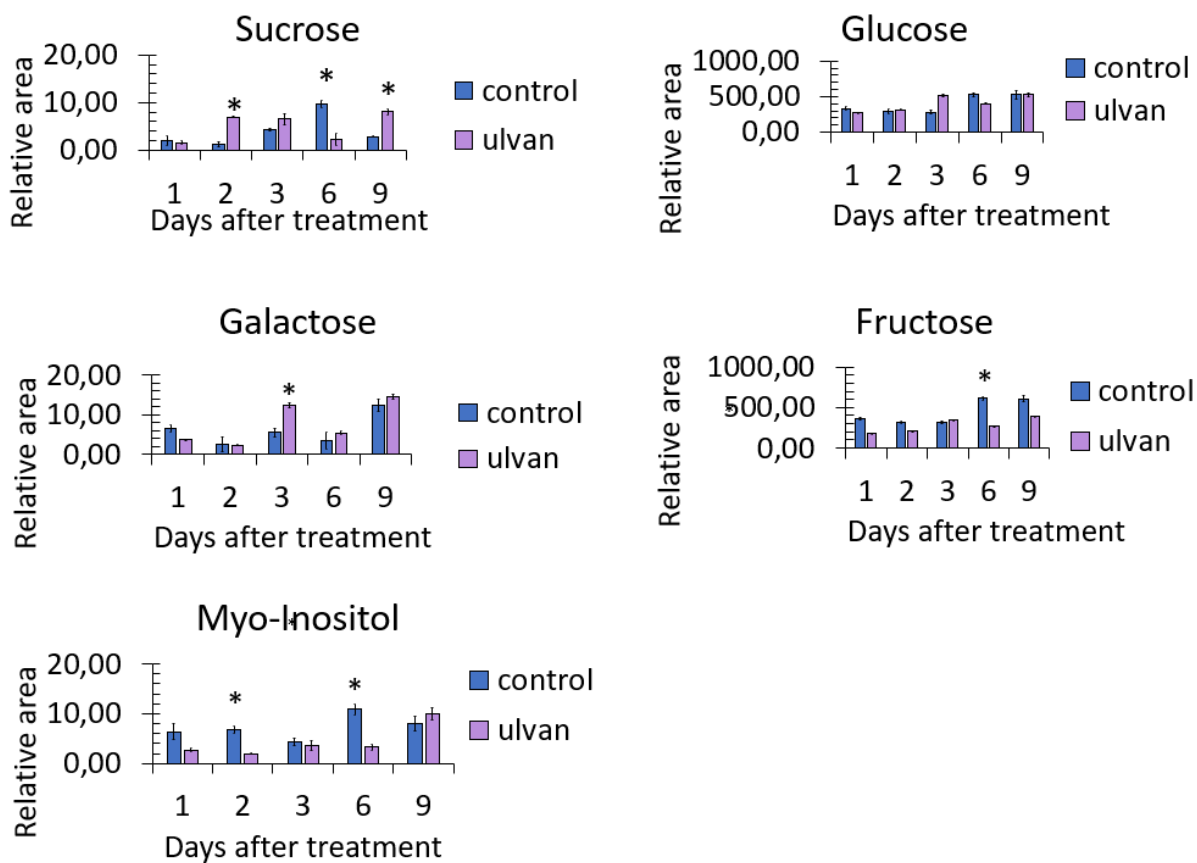 Sucrose
20,00
10,00
0,00
Relative area
* * *
control
ulvan
1 2 3 6 9
Days after treatment
Glucose
1000,00
500,00
0,00
Relative area
control
ulvan
1 2 3 6 9
Days after treatment
Galactose
20,00
10,00
0,00
Relative area
*
control
ulvan
1 2 3 6 9
Days after treatment
Fructose
1000,00
500,00
0,00
Relative area
*
*
control
ulvan
1 2 3 6 9
Days after treatment
Myo-Inositol
*
20,00
10,00
0,00
Relative area
* *
control
ulvan
1 2 3 6 9
Days after treatment